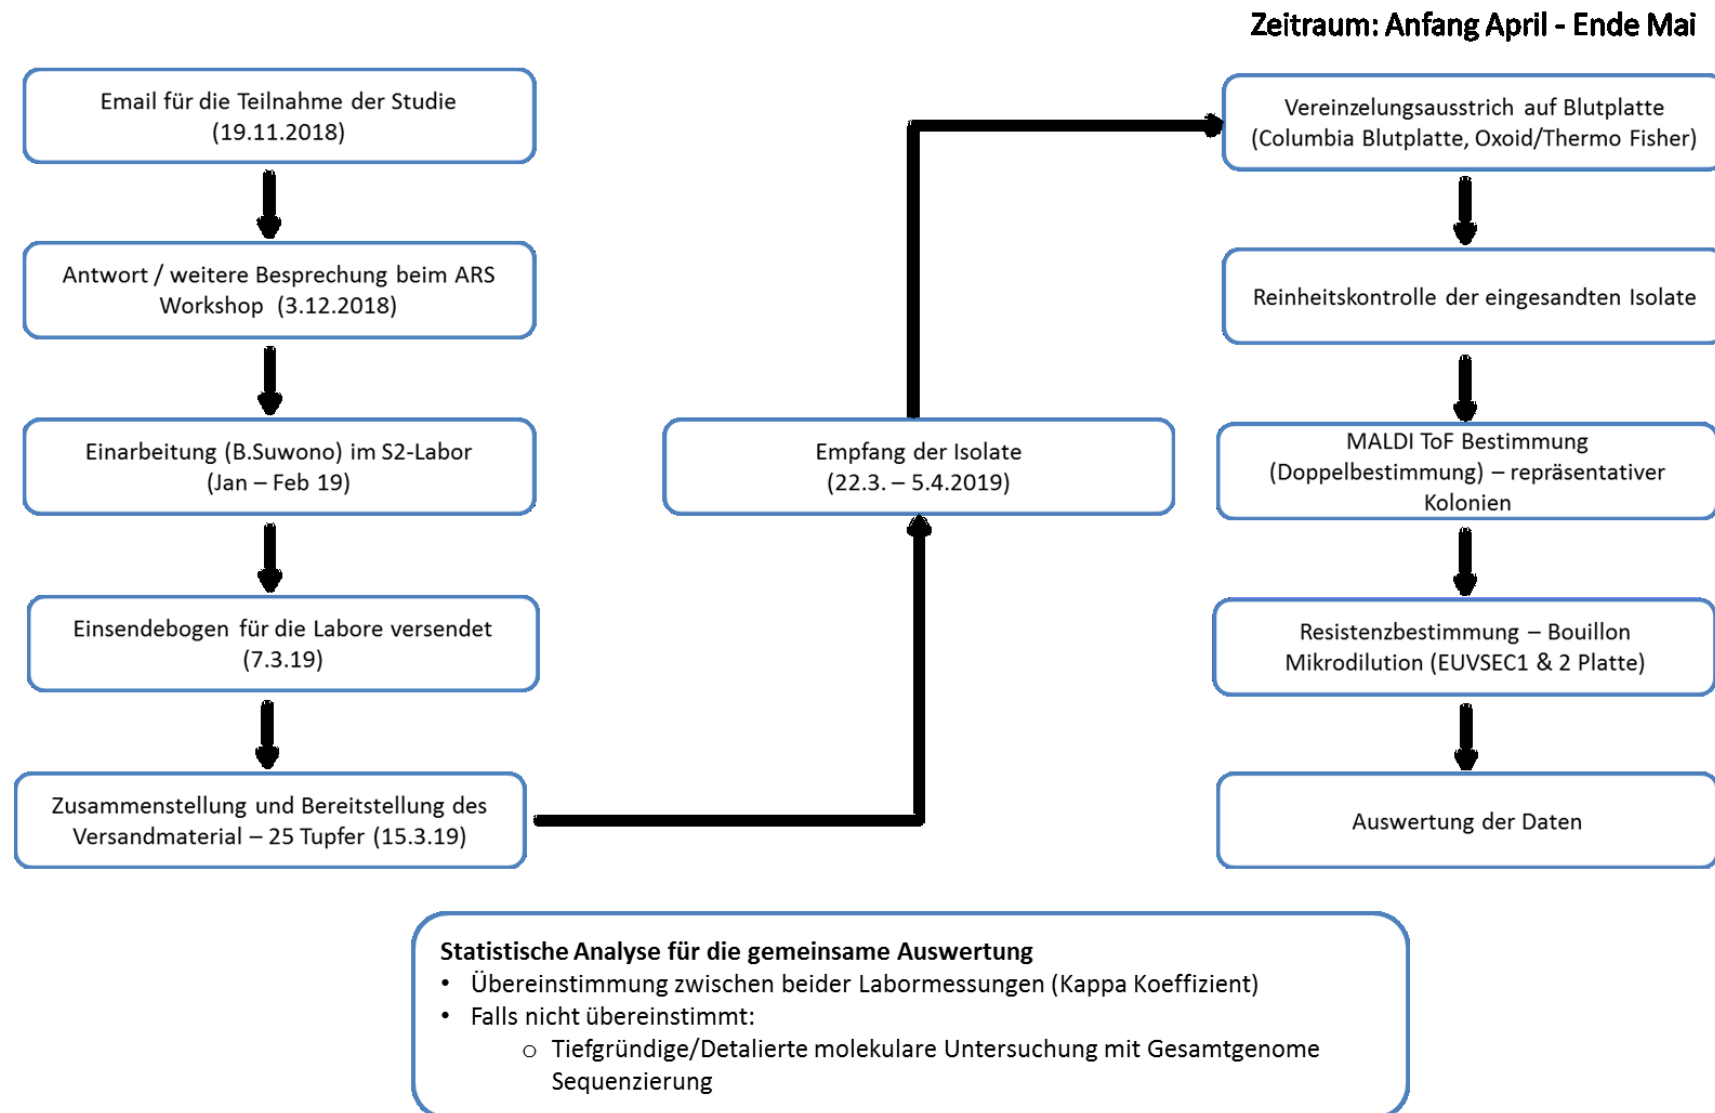 Zeitraum: Anfang April - Ende Mai
Email für die Teilnahme der Studie
(19.11.2018)
Antwort / weitere Besprechung beim ARS
Workshop (3.12.2018)
Einarbeitung (B.Suwono) im S2-Labor
(Jan – Feb 19)
Einsendebogen für die Labore versendet
(7.3.19)
Zusammenstellung und Bereitstellung des
Versandmaterial – 25 Tupfer (15.3.19)
Empfang der Isolate
(22.3. – 5.4.2019)
Vereinzelungsausstrich auf Blutplatte
(Columbia Blutplatte, Oxoid/Thermo Fisher)
Reinheitskontrolle der eingesandten Isolate
MALDI ToF Bestimmung
(Doppelbestimmung) – repräsentativer
Kolonien
Resistenzbestimmung – Bouillon
Mikrodilution (EUVSEC1 & 2 Platte)
Auswertung der Daten
Statistische Analyse für die gemeinsame Auswertung
• Übereinstimmung zwischen beider Labormessungen (Kappa Koeffizient)
• Falls nicht übereinstimmt:
o Tiefgründige/Detalierte molekulare Untersuchung mit Gesamtgenome
Sequenzierung